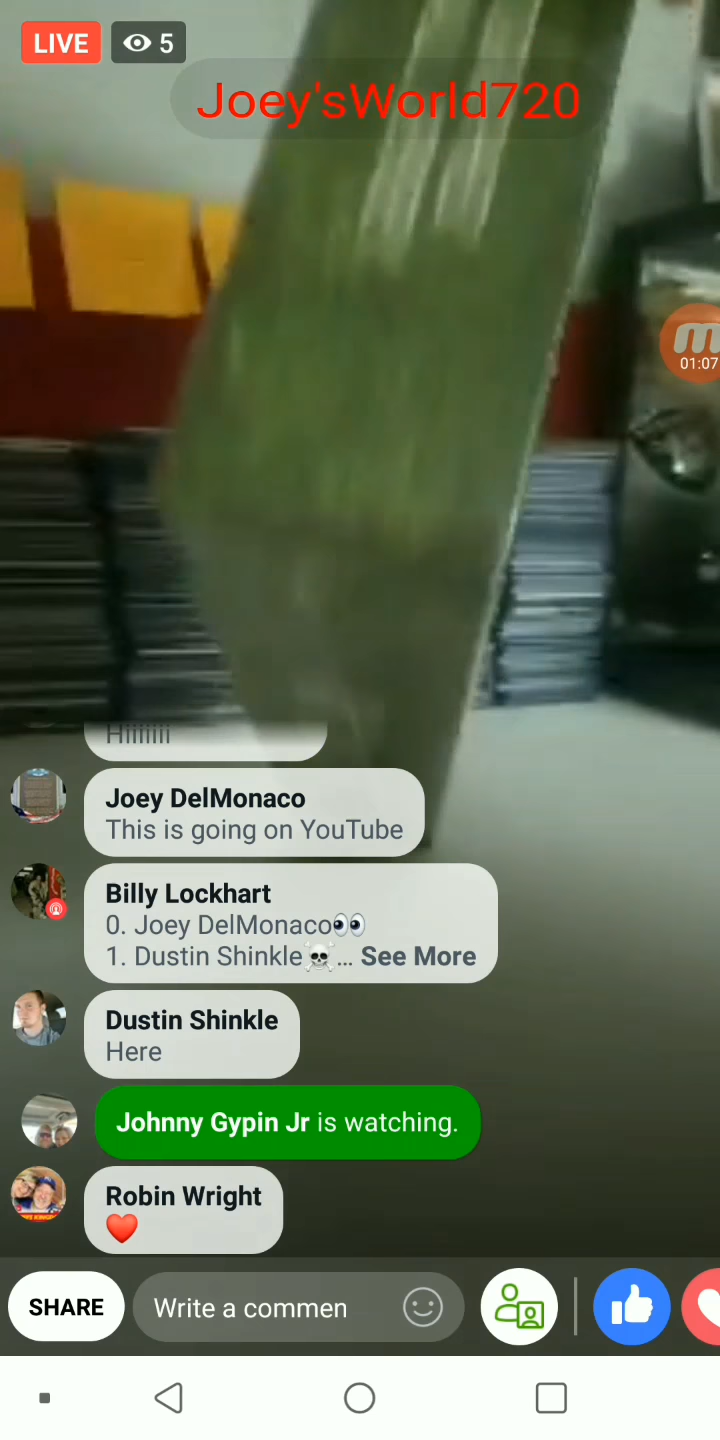 LIVE 5
Joey'sWorld720
01:07
Hiiiiiii
Joey DelMonaco
This is going on YouTube
Billy Lockhart
0. Joey DelMonaco👀
1. Dustin Shinkle☠️... See More
Dustin Shinkle
Here
Johnny Gypin Jr is watching.
Robin Wright
❤️
SHARE Write a commen